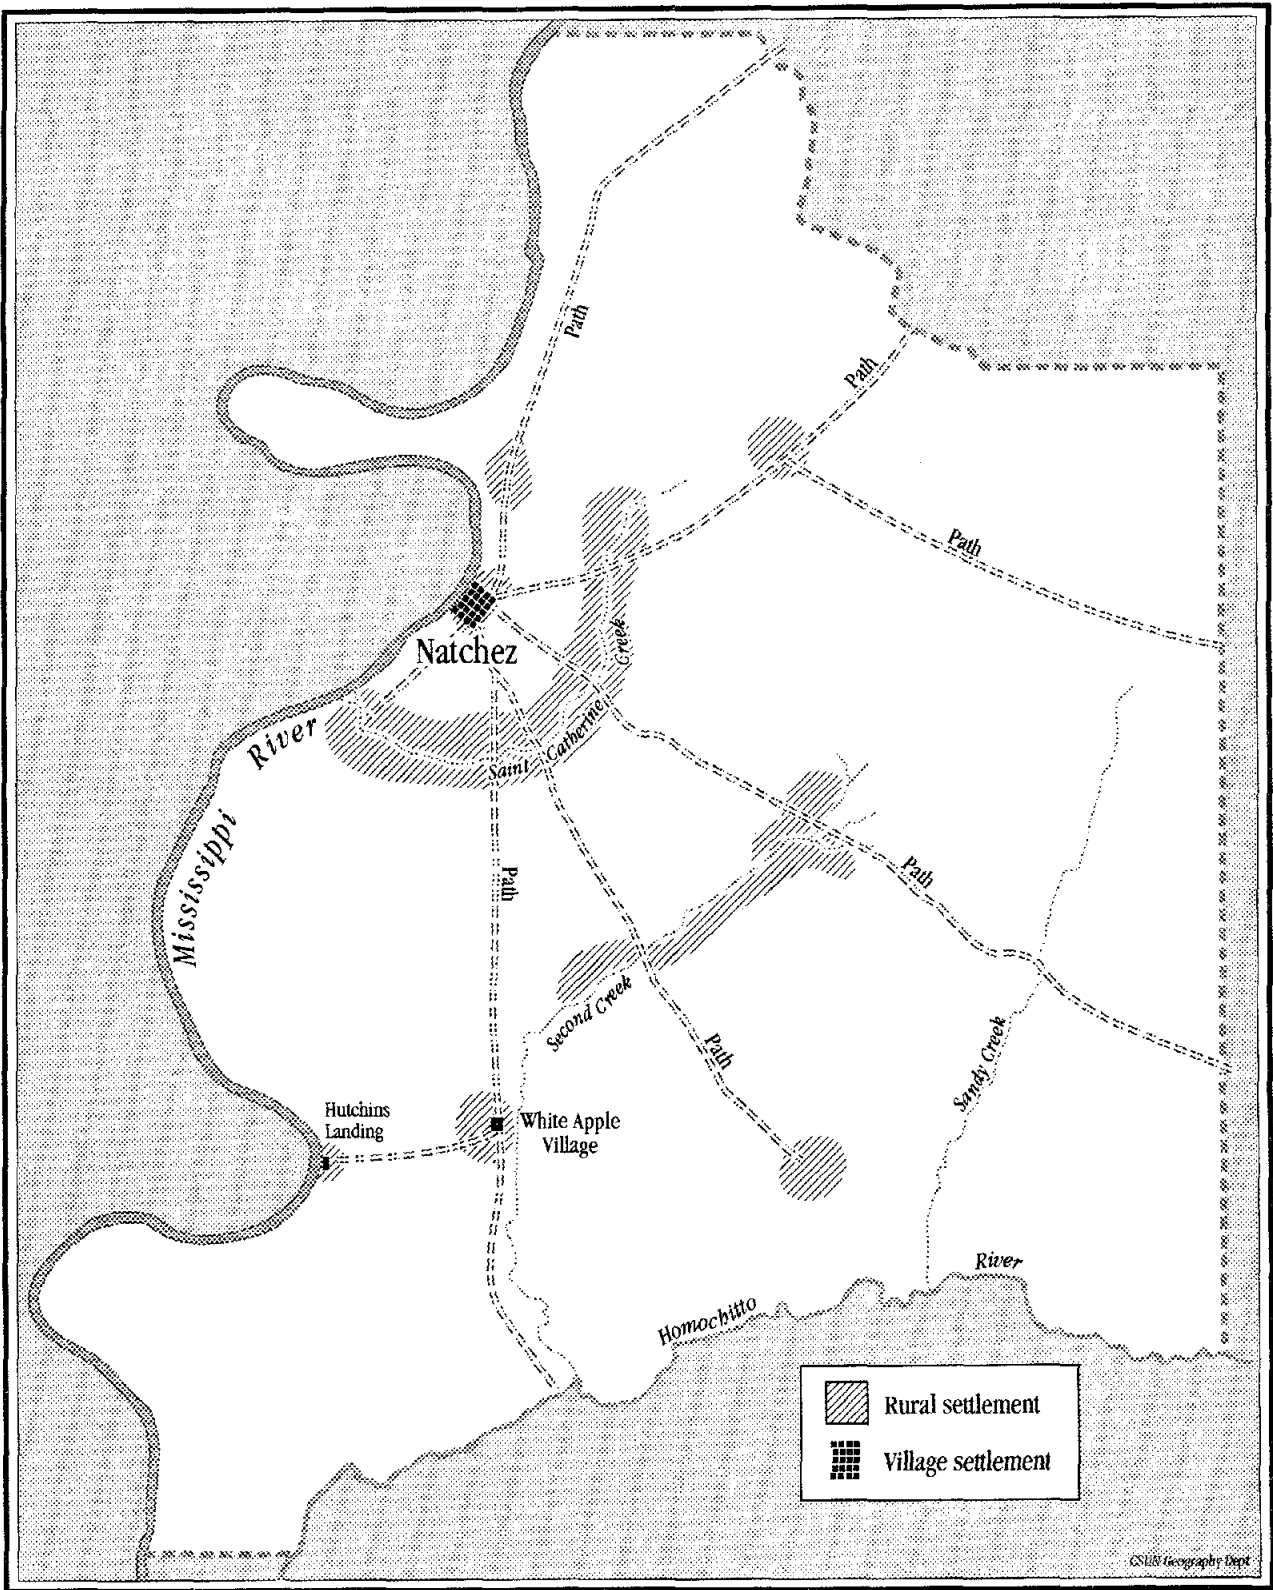 Path
Path
Path
Natchez
Creek
Saint Catherine
River
Mississippi
Path
Path
Second Creek
Path
Sandy Creek
Hutchins
Landing
White Apple
Village
River
Homochitto
Rural settlement
Village settlement
CSUN Geography Dept